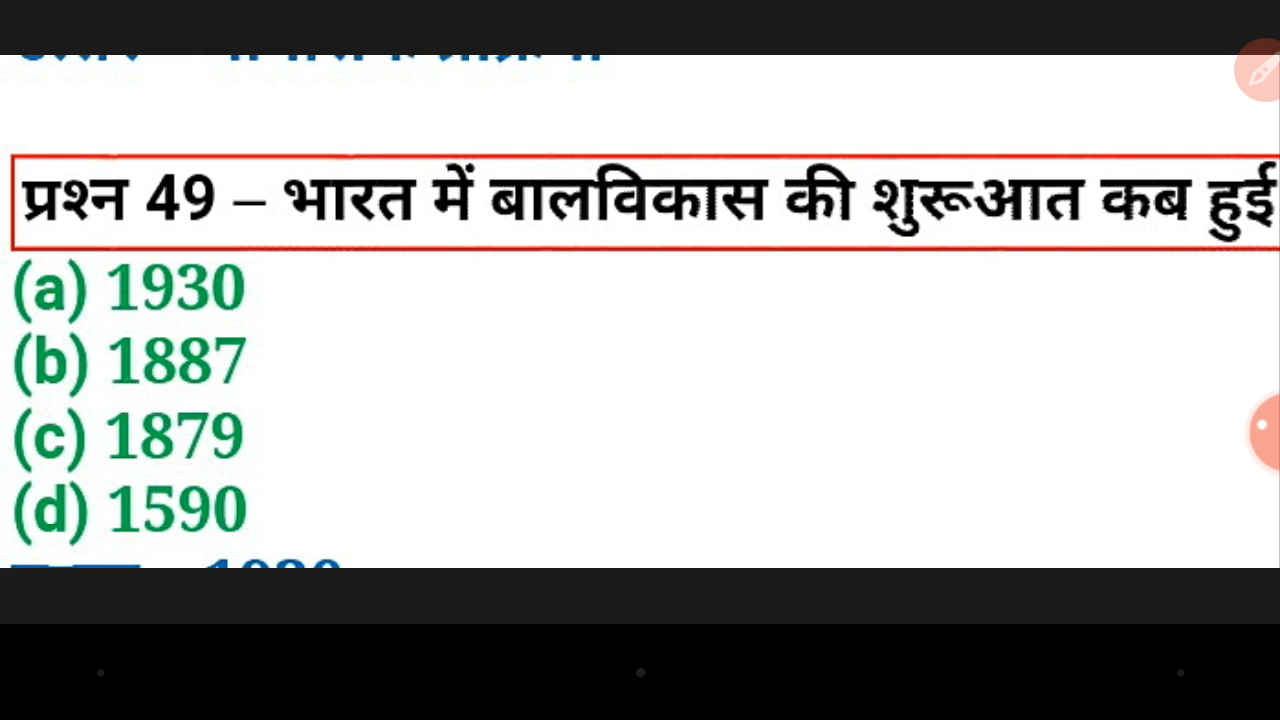 प्रश्न 49 – भारत में बालविकास की शुरूआत कब हुई
(a) 1930
(b) 1887
(c) 1879
(d) 1590